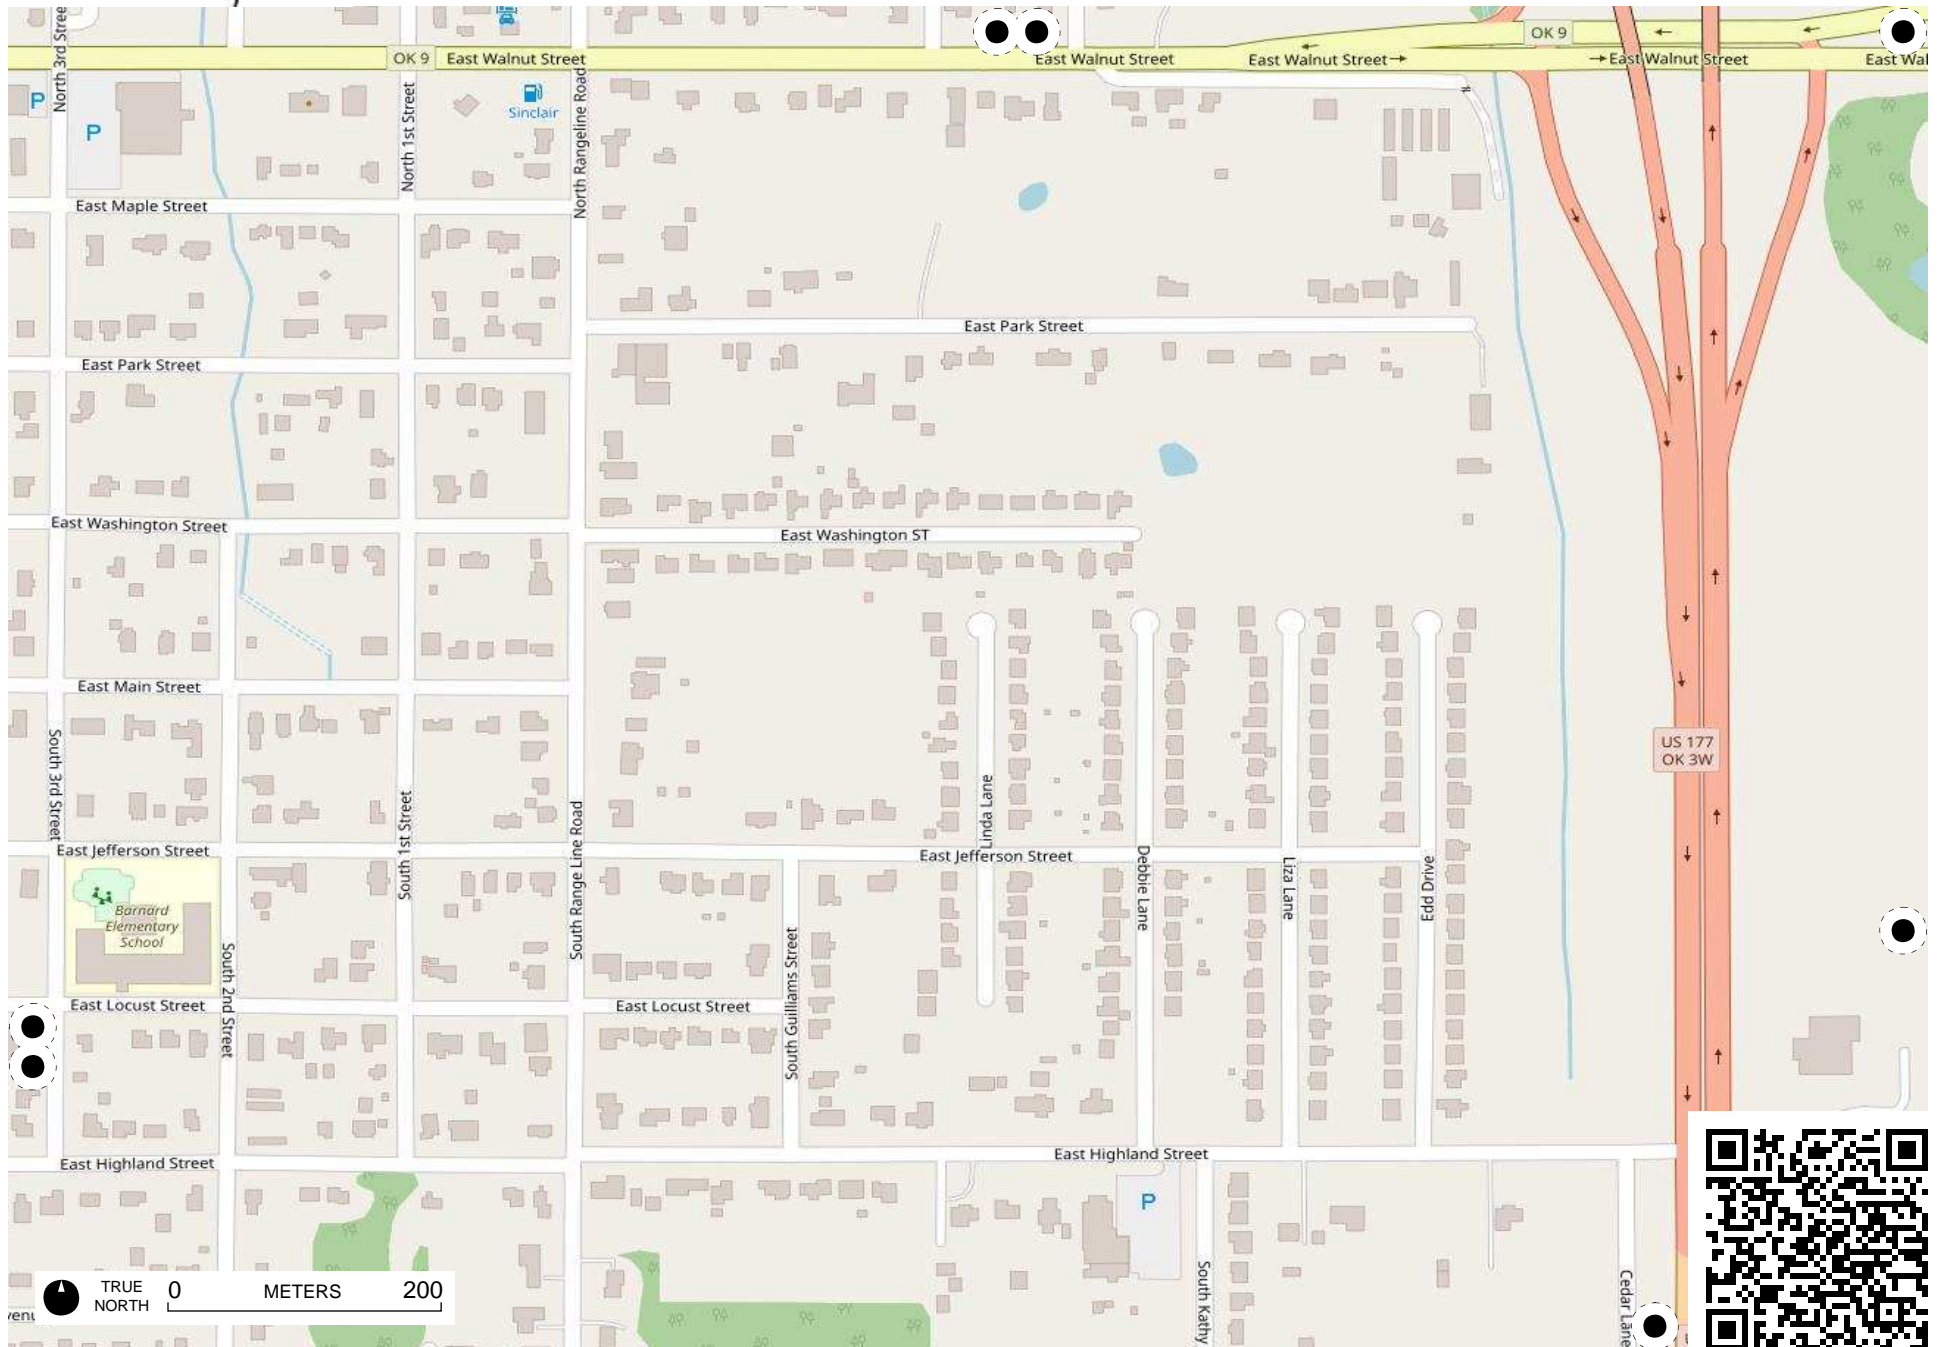 North 3rd Stree
OK 9
East Walnut Street
East Walnut Street
East Walnut Street
OK 9
East Walnut Street
East Wal
P
P
North 1st Street
Sinclair
North Rangeline Road
East Maple Street
East Park Street
East Park Street
East Washington Street
East Washington ST
East Main Street
South 3rd Street
South 1st Street
South Range Line Road
Linda Lane
US 177
OK 3W
East Jefferson Street
East Jefferson Street
Debbie Lane
Liza Lane
Edd Drive
Barnard
Elementary
School
South 2nd Street
South Guilliams Street
East Locust Street
East Locust Street
East Highland Street
East Highland Street
P
South Kathy
Cedar Lane
TRUE
NORTH
0 METERS 200
venu